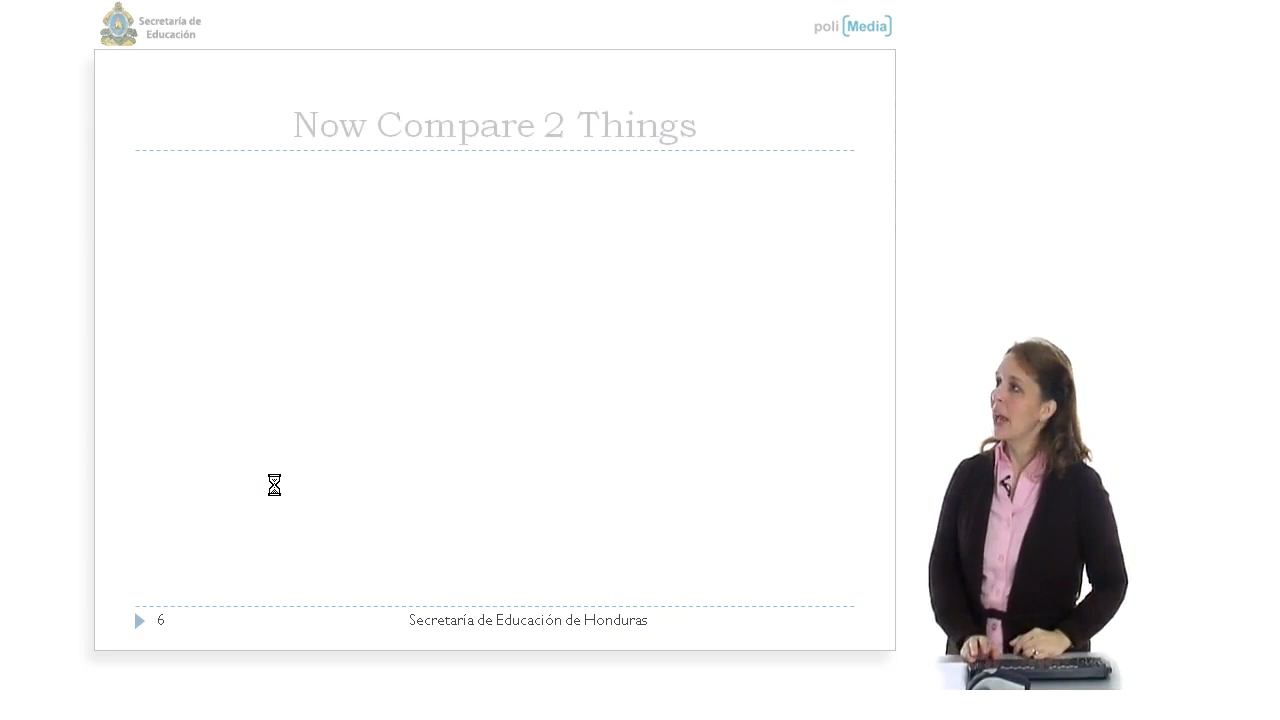 Secretaría de
Educación
poli [Media]
Now Compare 2 Things
6
Secretaría de Educación de Honduras